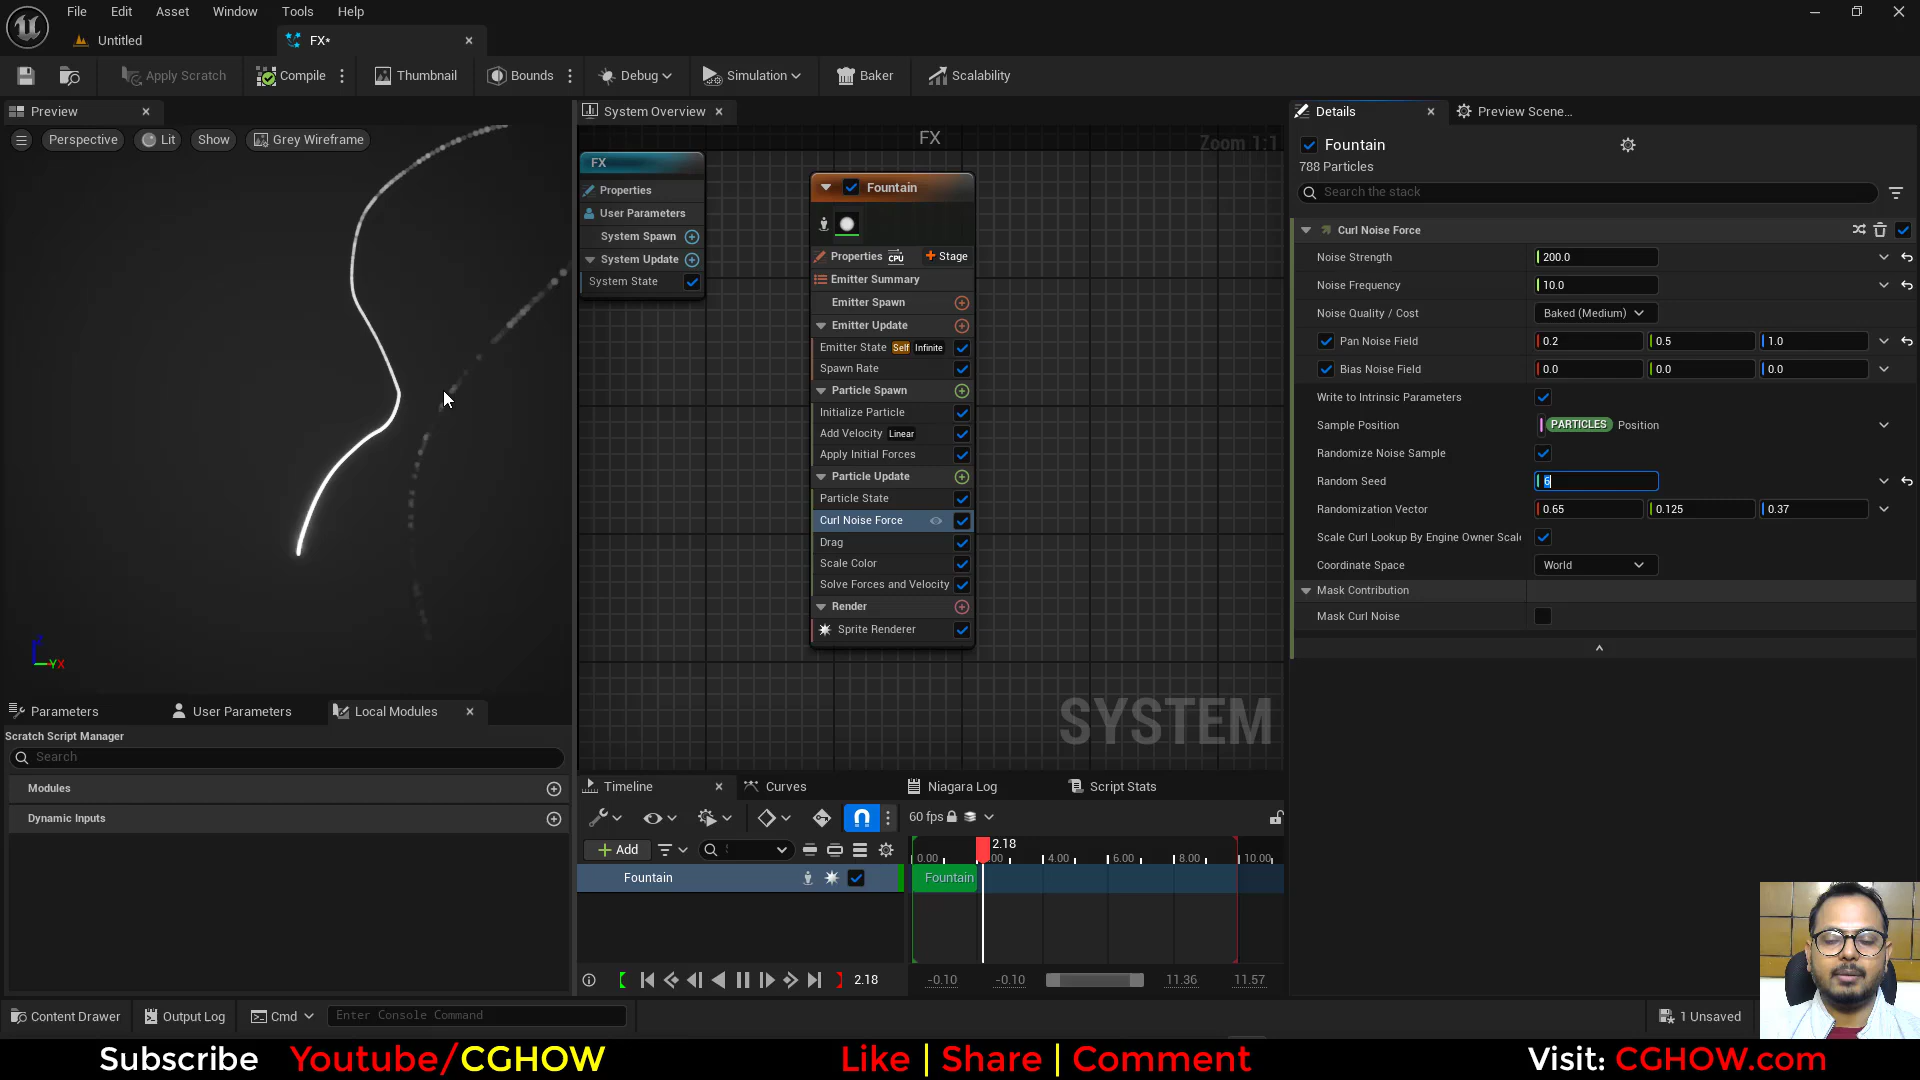 File Edit Asset Window Tools Help
Untitled
FX*
Apply Scratch
Compile
Thumbnail
Bounds
Debug
Simulation
Baker
Scalability
Preview
Perspective
Lit
Show
Grey Wireframe
YX
System Overview
FX
Zoom 1:1
FX
Properties
User Parameters
System Spawn
System Update
System State
Fountain
Properties CPU + Stage
Emitter Summary
Emitter Spawn
Emitter Update
Emitter State Self Infinite
Spawn Rate
Particle Spawn
Initialize Particle
Add Velocity Linear
Apply Initial Forces
Particle Update
Particle State
Curl Noise Force
Drag
Scale Color
Solve Forces and Velocity
Render
Sprite Renderer
SYSTEM
Details
Preview Scene...
Fountain
788 Particles
Search the stack
Curl Noise Force
Noise Strength 200.0
Noise Frequency 10.0
Noise Quality / Cost Baked (Medium)
Pan Noise Field 0.2 0.5 1.0
Bias Noise Field 0.0 0.0 0.0
Write to Intrinsic Parameters
Sample Position PARTICLES Position
Randomize Noise Sample
Random Seed 6
Randomization Vector 0.65 0.125 0.37
Scale Curl Lookup By Engine Owner Scale
Coordinate Space World
Mask Contribution
Mask Curl Noise
Parameters
User Parameters
Local Modules
Scratch Script Manager
Search
Modules
Dynamic Inputs
Timeline
Curves
Niagara Log
Script Stats
60 fps
+ Add
2.18
0.00 4.00 6.00 8.00 10.00
Fountain
Fountain
2.18
-0.10 -0.10 11.36 11.57
Content Drawer
Output Log
Cmd
Enter Console Command
1 Unsaved
Subscribe Youtube/CGHOW Like | Share | Comment Visit: CGHOW.com